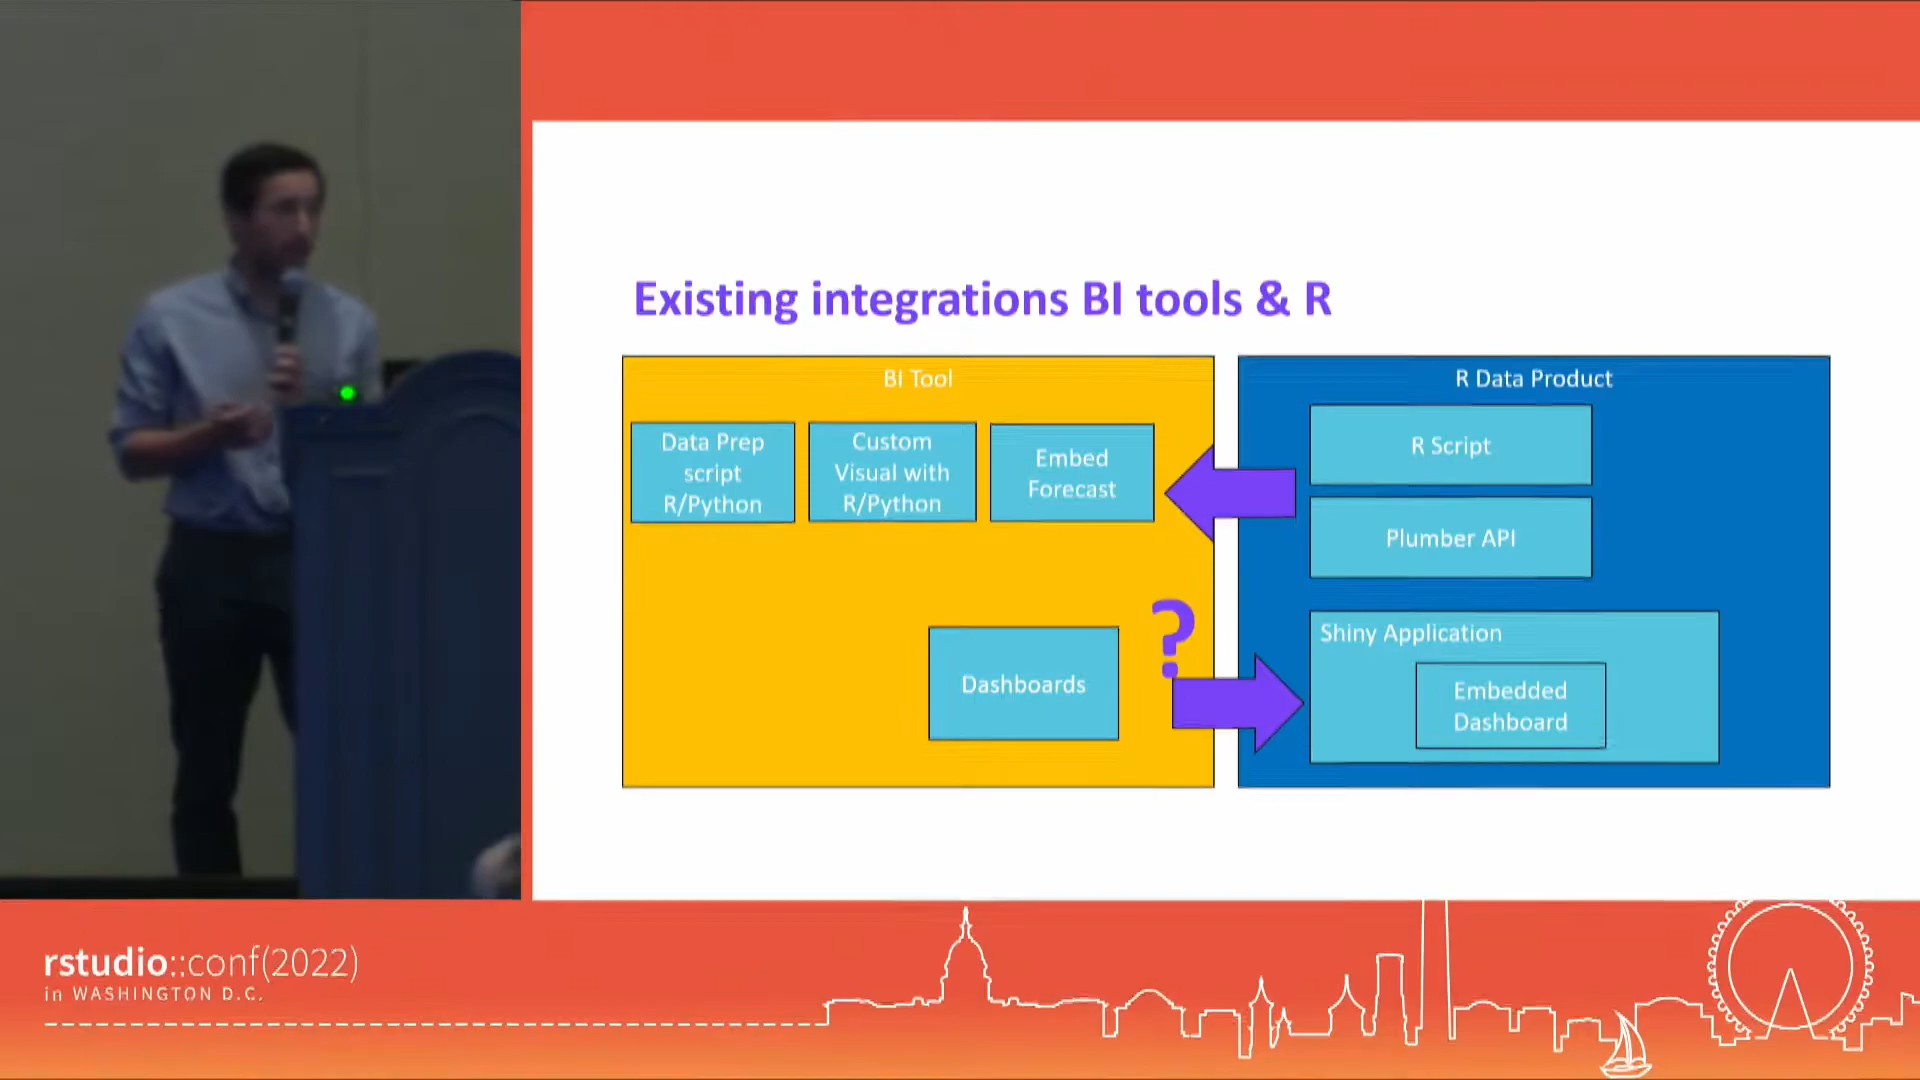 Existing integrations BI tools & R
BI Tool
Data Prep
script
R/Python
Custom
Visual with
R/Python
Embed
Forecast
Dashboards
?
R Data Product
R Script
Plumber API
Shiny Application
Embedded
Dashboard
rstudio::conf(2022)
in WASHINGTON D.C.